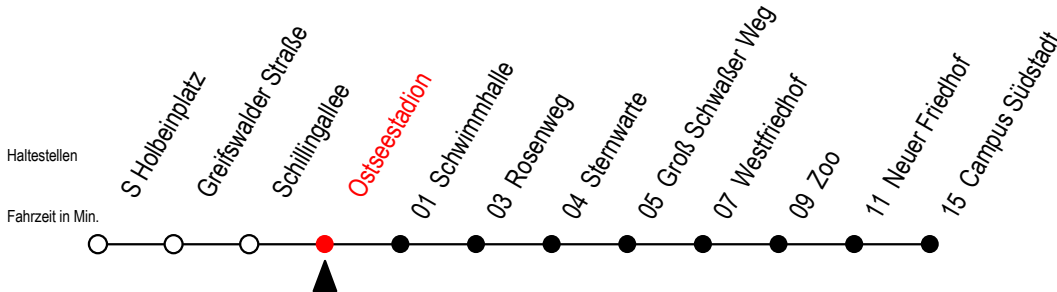 Haltestellen
Fahrzeit in Min.
S Holbeinplatz
Greifswalder Straße
Schillingallee
Ostseestadion
01 Schwimmhalle
03 Rosenweg
04 Sternwarte
05 Groß Schwaßer Weg
07 Westfriedhof
09 Zoo
11 Neuer Friedhof
15 Campus Südstadt